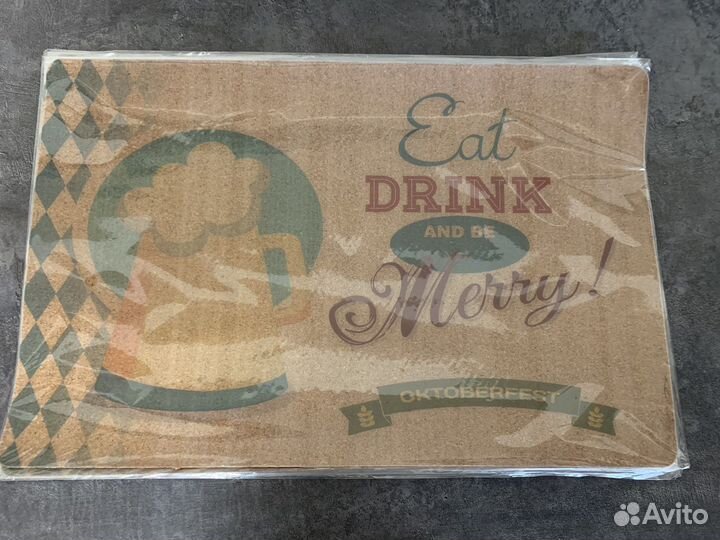 Eat
DRINK
AND BE
Merry!
OKTOBERFEST
Avito